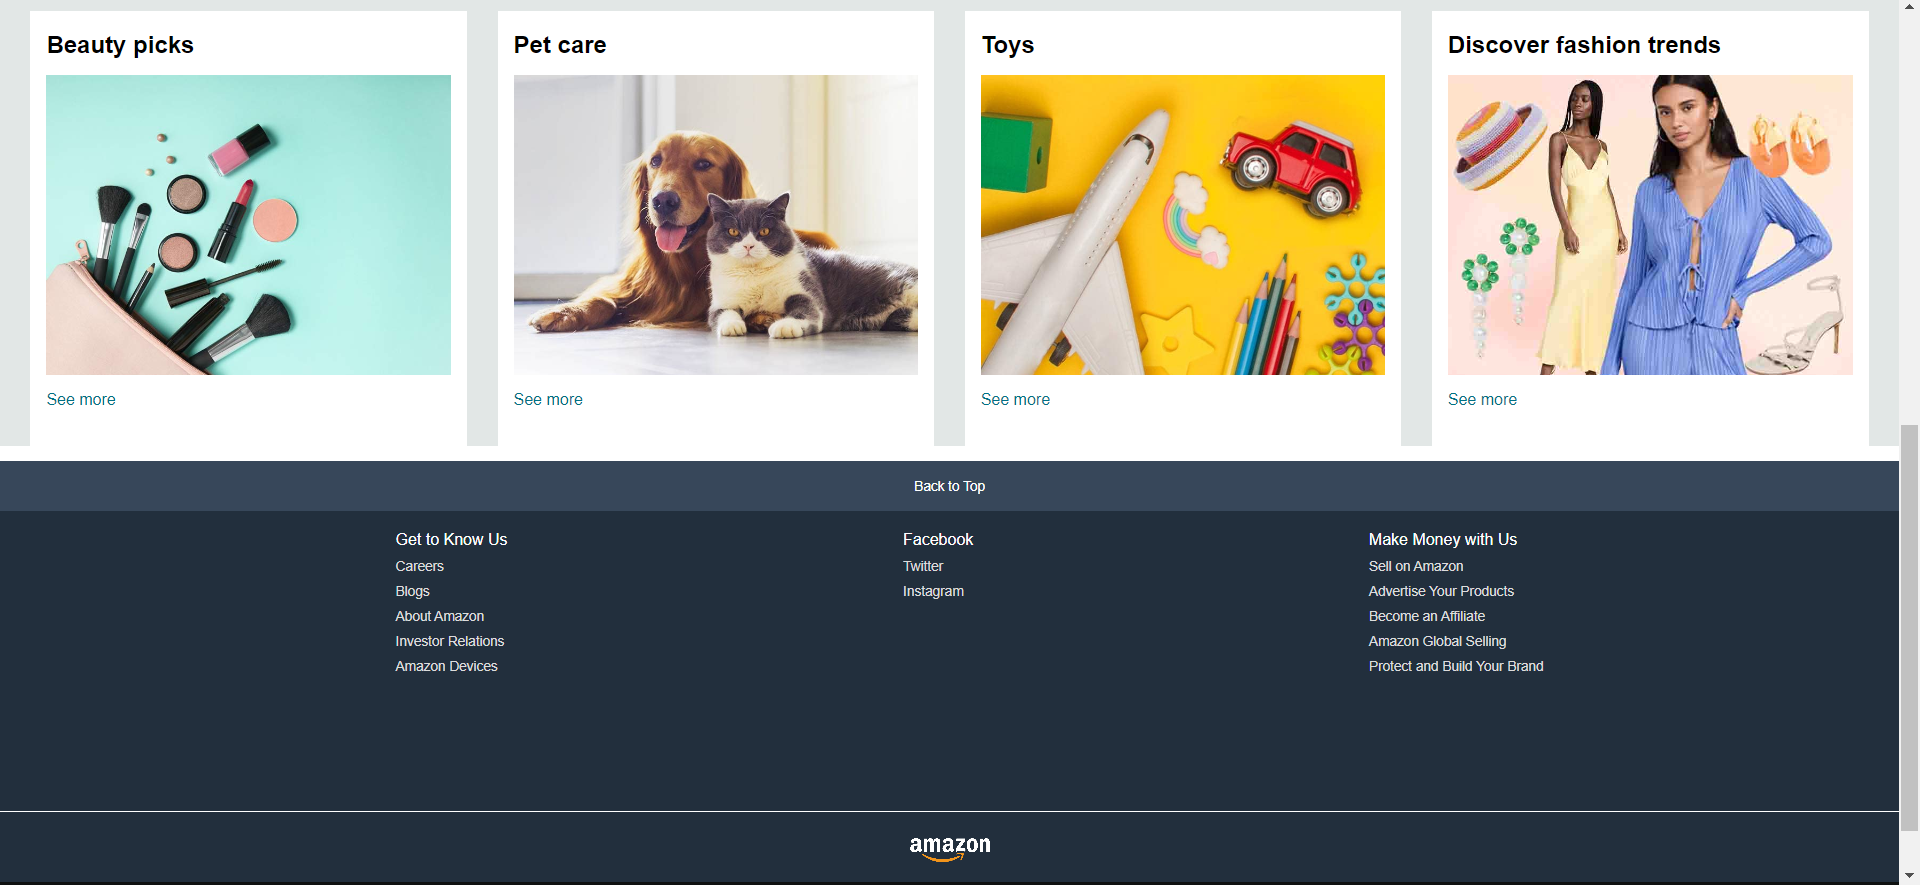 Beauty picks
Pet care
Toys
Discover fashion trends
See more
See more
See more
See more
Back to Top
Get to Know Us
Careers
Blogs
About Amazon
Investor Relations
Amazon Devices
Facebook
Twitter
Instagram
Make Money with Us
Sell on Amazon
Advertise Your Products
Become an Affiliate
Amazon Global Selling
Protect and Build Your Brand
amazon